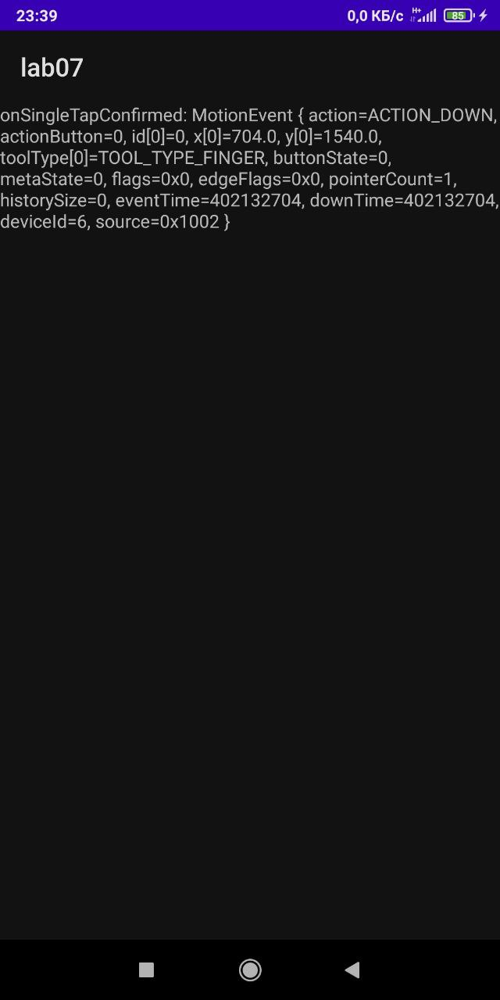 23:39 0,0 КБ/с H+ 85
lab07
onSingleTapConfirmed: MotionEvent { action=ACTION_DOWN,
actionButton=0, id[0]=0, x[0]=704.0, y[0]=1540.0,
toolType[0]=TOOL_TYPE_FINGER, buttonState=0,
metaState=0, flags=0x0, edgeFlags=0x0, pointerCount=1,
historySize=0, eventTime=402132704, downTime=402132704,
deviceId=6, source=0x1002 }